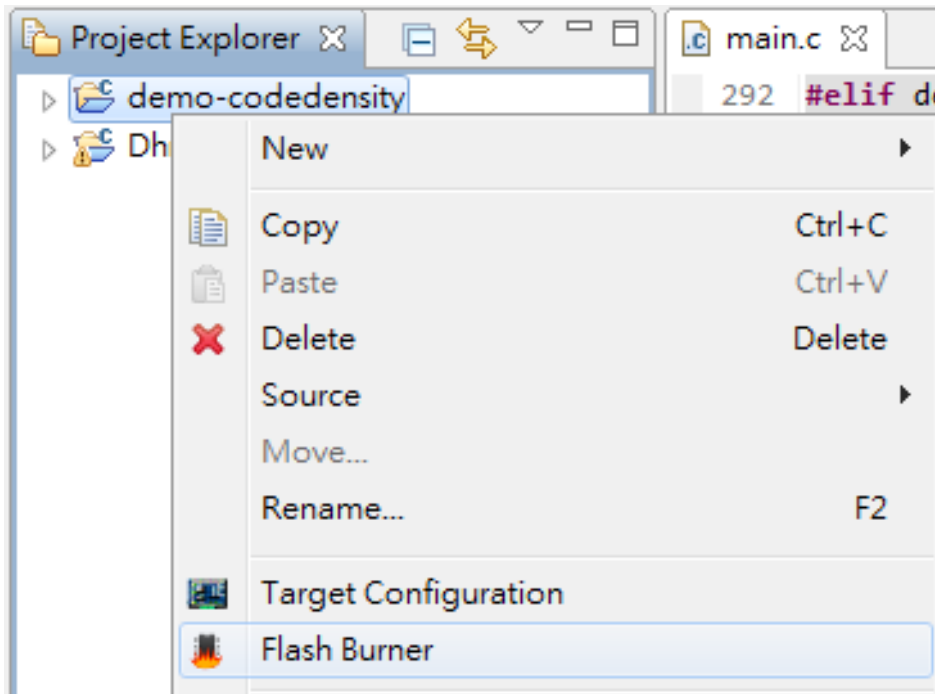 Project Explorer
main.c
demo-codedensity
292 #elif
New
Copy Ctrl+C
Paste Ctrl+V
Delete Delete
Source
Move...
Rename... F2
Target Configuration
Flash Burner